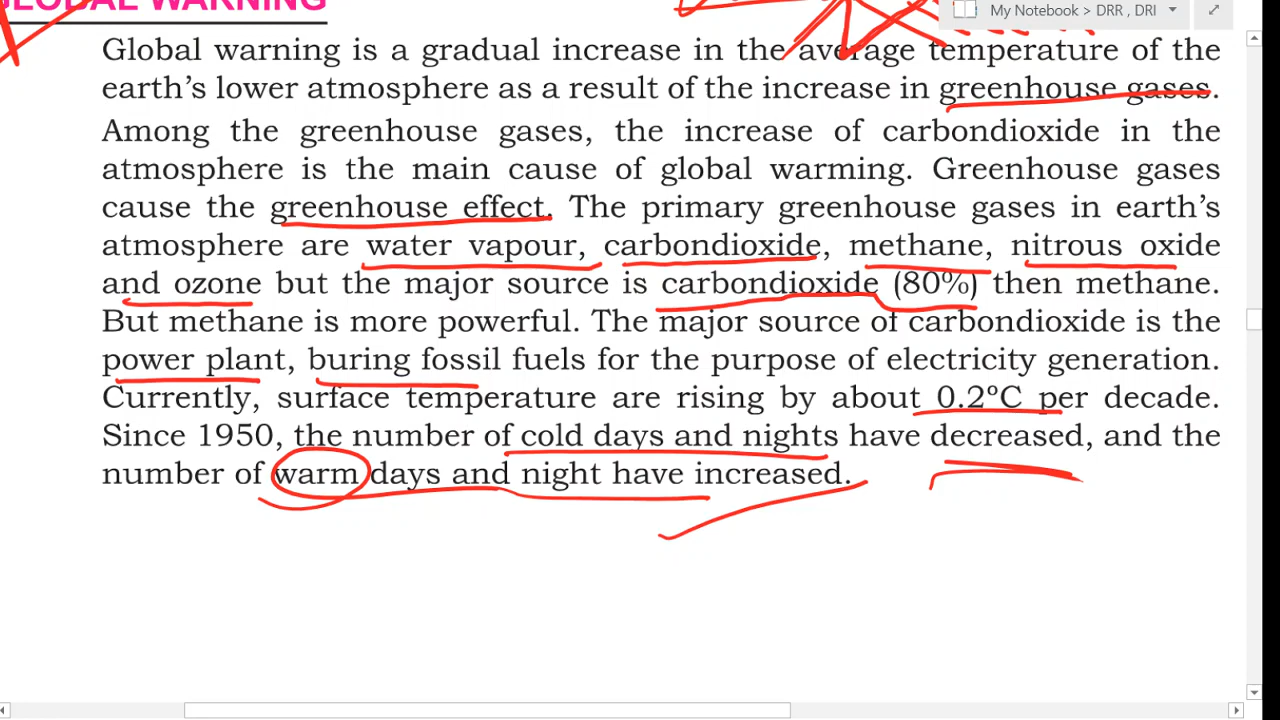 GLOBAL WARNING
My Notebook > DRR , DRI
Global warning is a gradual increase in the average temperature of the
earth's lower atmosphere as a result of the increase in greenhouse gases.
Among the greenhouse gases, the increase of carbondioxide in the
atmosphere is the main cause of global warming. Greenhouse gases
cause the greenhouse effect. The primary greenhouse gases in earth's
atmosphere are water vapour, carbondioxide, methane, nitrous oxide
and ozone but the major source is carbondioxide (80%) then methane.
But methane is more powerful. The major source of carbondioxide is the
power plant, buring fossil fuels for the purpose of electricity generation.
Currently, surface temperature are rising by about 0.2°C per decade.
Since 1950, the number of cold days and nights have decreased, and the
number of warm days and night have increased.